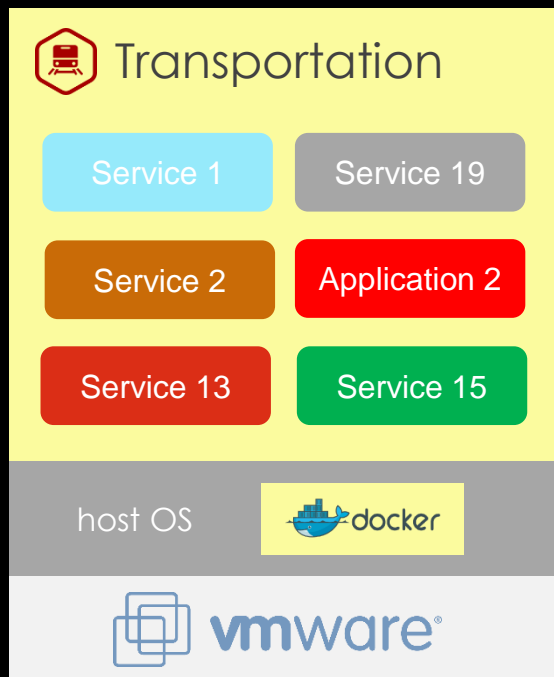 Transportation
Service 1
Service 19
Service 2
Application 2
Service 13
Service 15
host OS
docker
vmware®